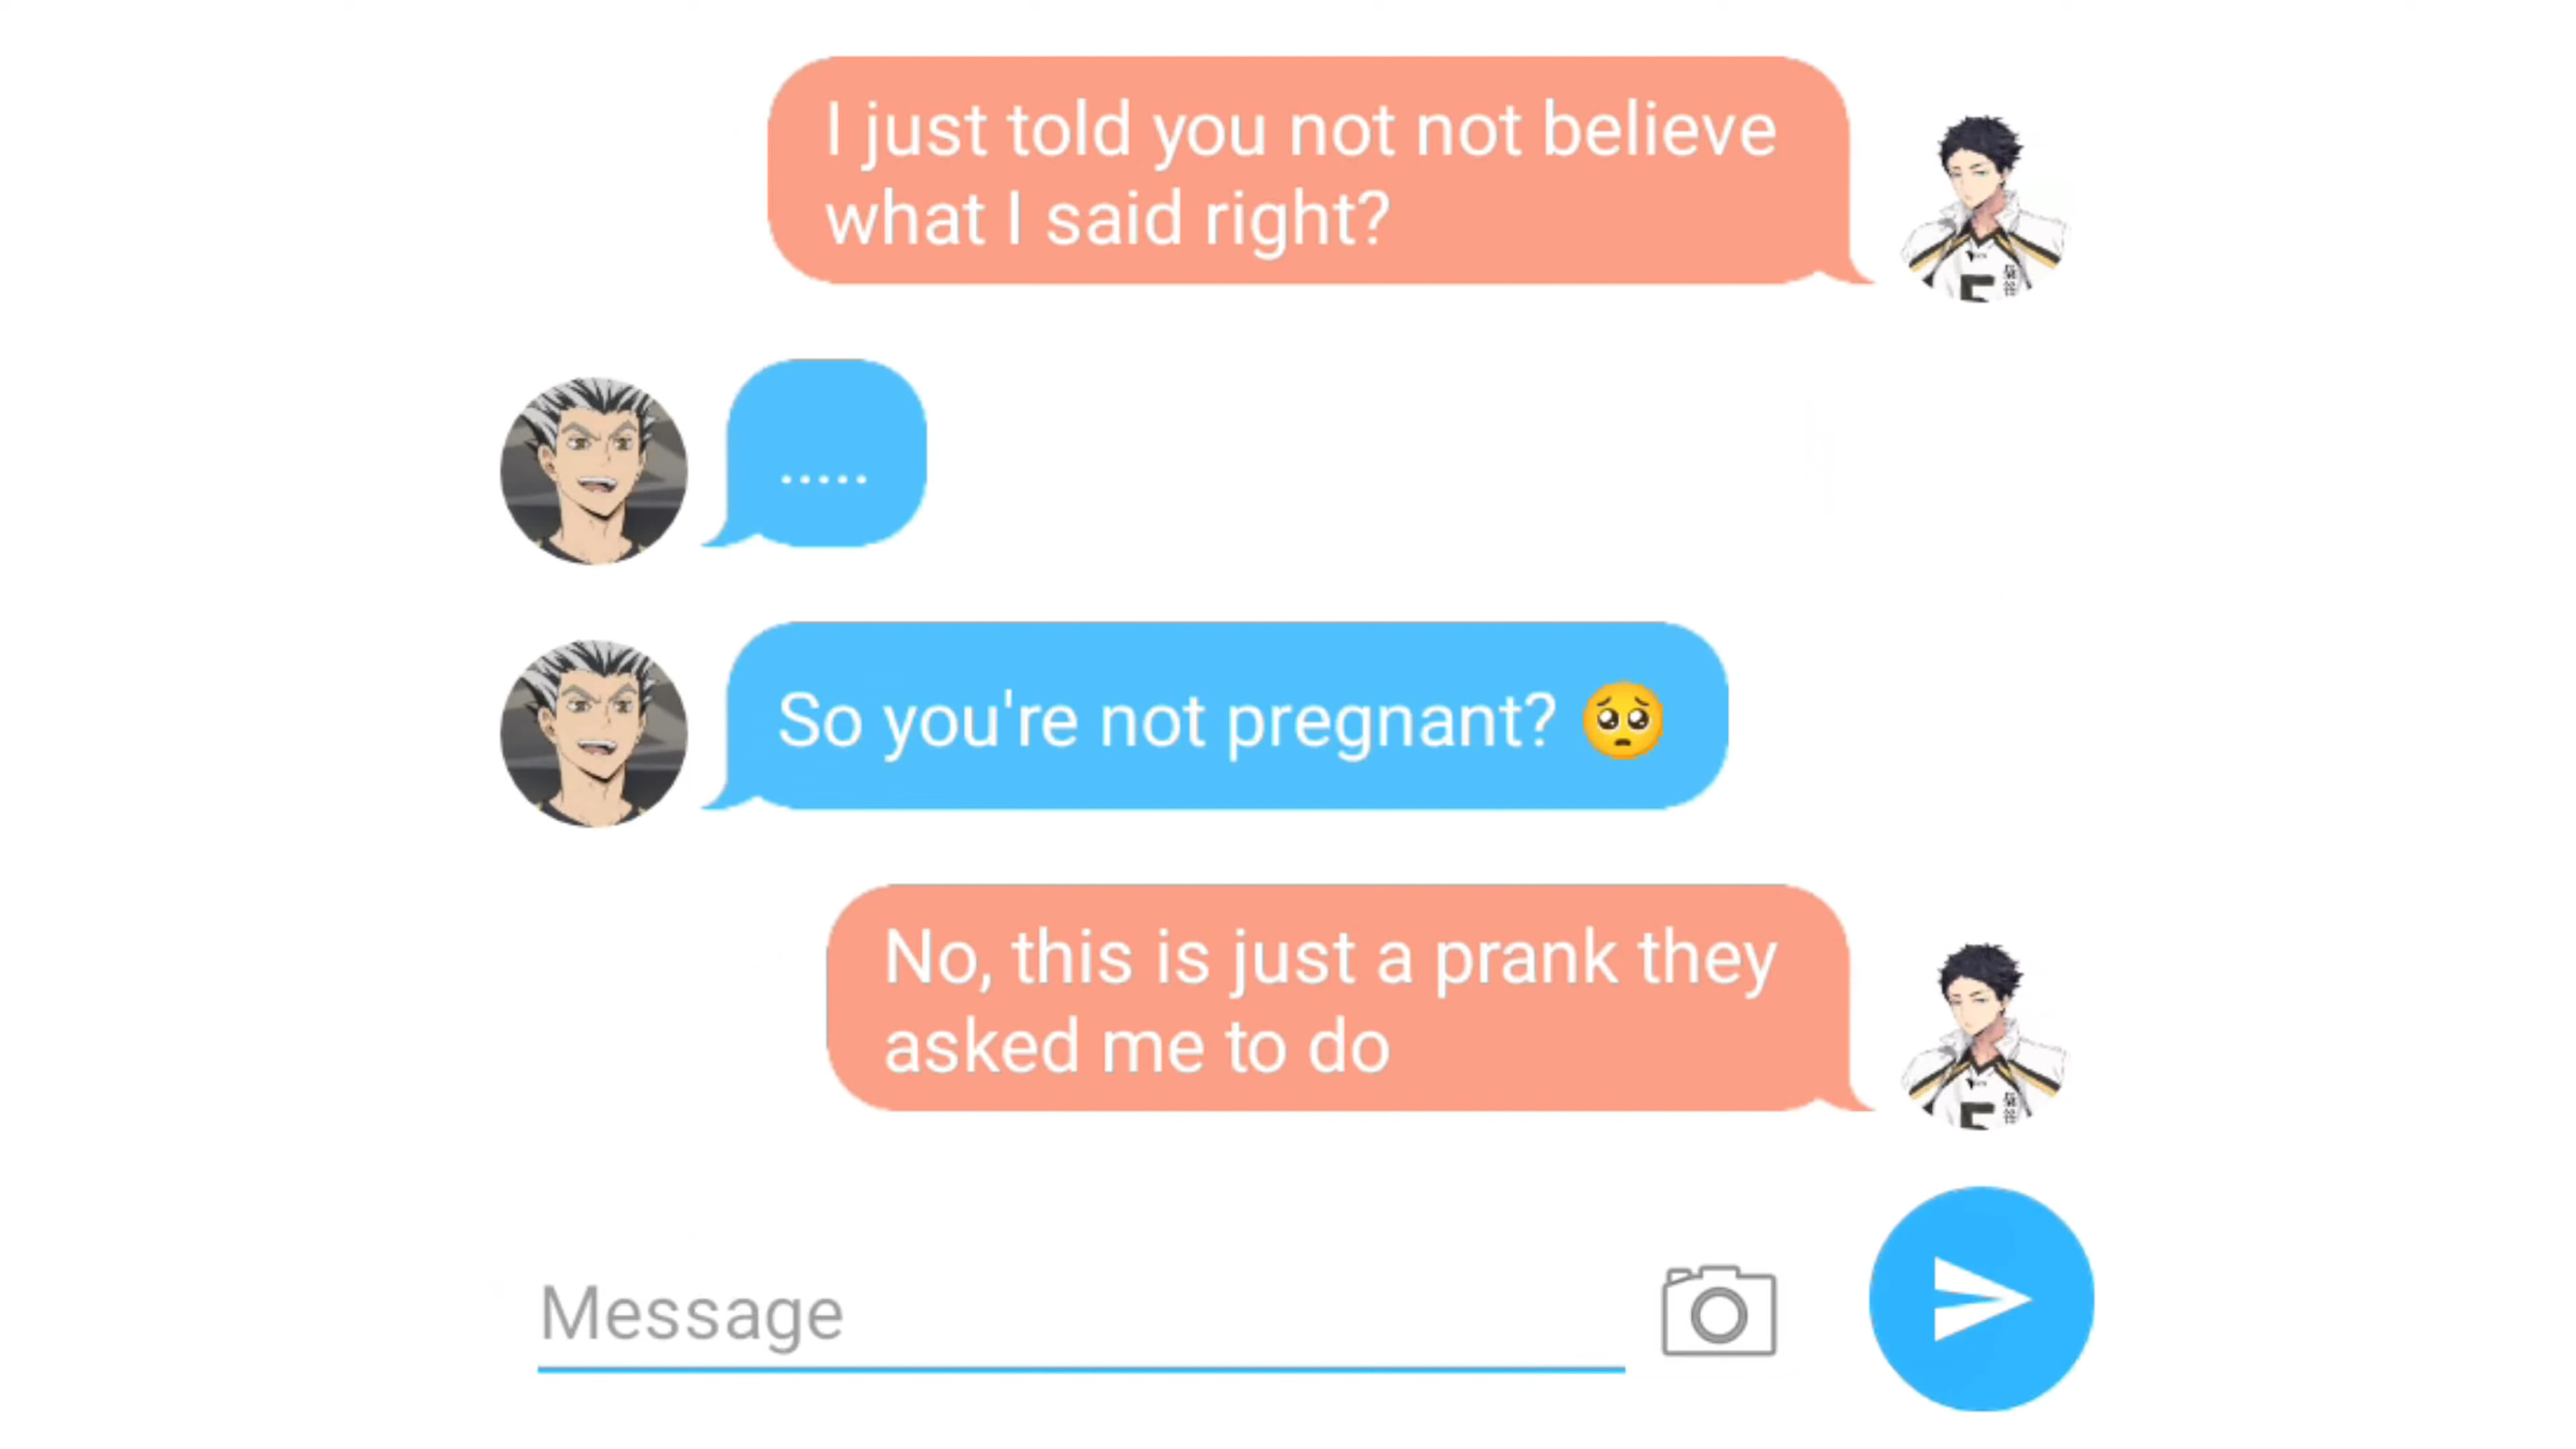 I just told you not not believe
what I said right?
.....
So you're not pregnant? 🥺
No, this is just a prank they
asked me to do
Message